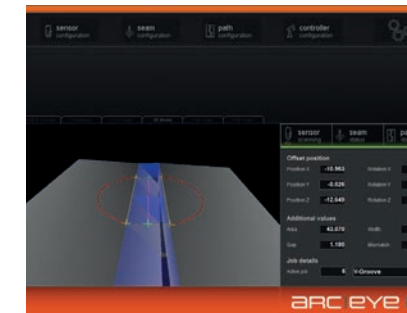 sensor configuration
seam configuration
path configuration
controller configuration
sensor scanning
seam status
Offset position
Position X -10.963 Rotation X
Position Y -0.026 Rotation Y
Position Z -12.649 Rotation Z
Additional values
Area 43.070 Width
Gap 1.180 Mismatch
Job details
Active job 6 V-Groove
ARC EYE